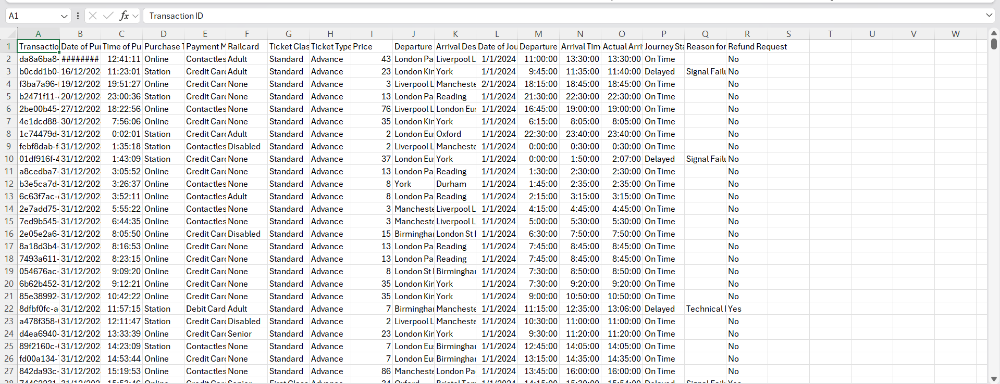 A1 fx Transaction ID
A B C D E F G H I J K L M N O P Q R S T U V W
1 Transactio Date of Pu Time of Pu Purchase Payment M Railcard Ticket Clas Ticket Type Price Departure Arrival Des Date of Jou Departure Arrival Tim Actual Arri Journey Sta Reason for Refund Request
2 da8a6ba8- ######## 12:41:11 Online Contactles Adult Standard Advance 43 London Pa Liverpool L 1/1/2024 11:00:00 13:30:00 13:30:00 On Time No
3 b0cdd1b0- 16/12/202 11:23:01 Station Credit Car Adult Standard Advance 23 London Kin York 1/1/2024 9:45:00 11:35:00 11:40:00 Delayed Signal Failu No
4 f3ba7a96- 19/12/202 19:51:27 Online Credit Car None Standard Advance 3 Liverpool L Mancheste 2/1/2024 18:15:00 18:45:00 18:45:00 On Time No
5 b2471f11- 20/12/202 23:00:36 Station Credit Car None Standard Advance 13 London Pa Reading 1/1/2024 21:30:00 22:30:00 22:30:00 On Time No
6 2be00b45- 27/12/202 18:22:56 Online Contactles None Standard Advance 76 Liverpool L London Eus 1/1/2024 16:45:00 19:00:00 19:00:00 On Time No
7 4e1dcd88- 30/12/202 7:56:06 Online Contactles None Standard Advance 35 London Kin York 1/1/2024 6:15:00 8:05:00 8:05:00 On Time No
8 1c74479d- 31/12/202 0:02:01 Station Credit Car Adult Standard Advance 2 London Eus Oxford 1/1/2024 22:30:00 23:40:00 23:40:00 On Time No
9 febf8dab-f 31/12/202 1:35:18 Station Contactles Disabled Standard Advance 2 Liverpool L Mancheste 1/1/2024 0:00:00 0:30:00 0:30:00 On Time No
10 01df916f-4 31/12/202 1:43:09 Station Credit Car None Standard Advance 37 London Eus York 1/1/2024 0:00:00 1:50:00 2:07:00 Delayed Signal Failu No
11 a8cedba7- 31/12/202 3:05:52 Online Credit Car None Standard Advance 13 London Pa Reading 1/1/2024 1:30:00 2:30:00 2:30:00 On Time No
12 b3e5ca7d- 31/12/202 3:26:37 Online Contactles None Standard Advance 8 York Durham 1/1/2024 1:45:00 2:35:00 2:35:00 On Time No
13 6c63f7ac- 31/12/202 3:52:11 Online Contactles Adult Standard Advance 8 London Pa Reading 1/1/2024 2:15:00 3:15:00 3:15:00 On Time No
14 2e7add75- 31/12/202 5:55:22 Online Contactles None Standard Advance 3 Mancheste Liverpool L 1/1/2024 4:15:00 4:45:00 4:45:00 On Time No
15 7ed9b545- 31/12/202 6:44:35 Online Contactles None Standard Advance 3 Mancheste Liverpool L 1/1/2024 5:00:00 5:30:00 5:30:00 On Time No
16 2e05e2a6- 31/12/202 8:05:50 Online Credit Car Disabled Standard Advance 15 Birmingha London St 1/1/2024 6:30:00 7:50:00 7:50:00 On Time No
17 8a18d3b4- 31/12/202 8:16:53 Online Credit Car None Standard Advance 13 London Pa Reading 1/1/2024 7:45:00 8:45:00 8:45:00 On Time No
18 7493a611- 31/12/202 8:23:15 Online Credit Car None Standard Advance 13 London Pa Reading 1/1/2024 7:45:00 8:45:00 8:45:00 On Time No
19 054676ac- 31/12/202 9:09:20 Online Credit Car None Standard Advance 8 London St Birmingha 1/1/2024 7:30:00 8:50:00 8:50:00 On Time No
20 6b62b452- 31/12/202 9:12:21 Online Credit Car None Standard Advance 35 London Kin York 1/1/2024 7:30:00 9:20:00 9:20:00 On Time No
21 85e38992- 31/12/202 10:42:22 Online Credit Car None Standard Advance 35 London Kin York 1/1/2024 9:00:00 10:50:00 10:50:00 On Time No
22 8dfbf0fc-a 31/12/202 11:57:15 Station Debit Card Adult Standard Advance 7 Birmingha Mancheste 1/1/2024 11:15:00 12:35:00 13:06:00 Delayed Technical Yes
23 a478f358- 31/12/202 12:11:47 Station Credit Car Disabled Standard Advance 2 Liverpool L Mancheste 1/1/2024 10:30:00 11:00:00 11:00:00 On Time No
24 d4ea6940- 31/12/202 13:33:39 Online Credit Car Senior Standard Advance 23 London Kin York 1/1/2024 9:30:00 11:20:00 11:20:00 On Time No
25 89f2160c- 31/12/202 14:23:09 Station Contactles None Standard Advance 7 London Eus Birmingha 1/1/2024 12:45:00 14:05:00 14:05:00 On Time No
26 fd00a134- 31/12/202 14:53:44 Online Credit Car None Standard Advance 7 London Eus Birmingha 1/1/2024 13:15:00 14:35:00 14:35:00 On Time No
27 842da93c- 31/12/202 15:19:53 Online Contactles None Standard Advance 86 Mancheste London Pa 1/1/2024 13:45:00 16:00:00 16:00:00 On Time No